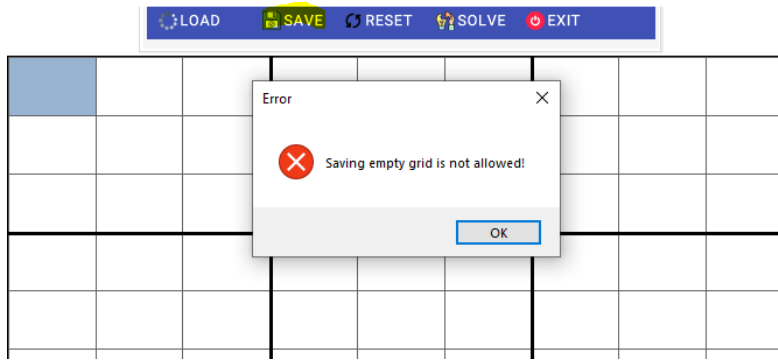 LOAD SAVE RESET SOLVE EXIT
Error
Saving empty grid is not allowed!
OK